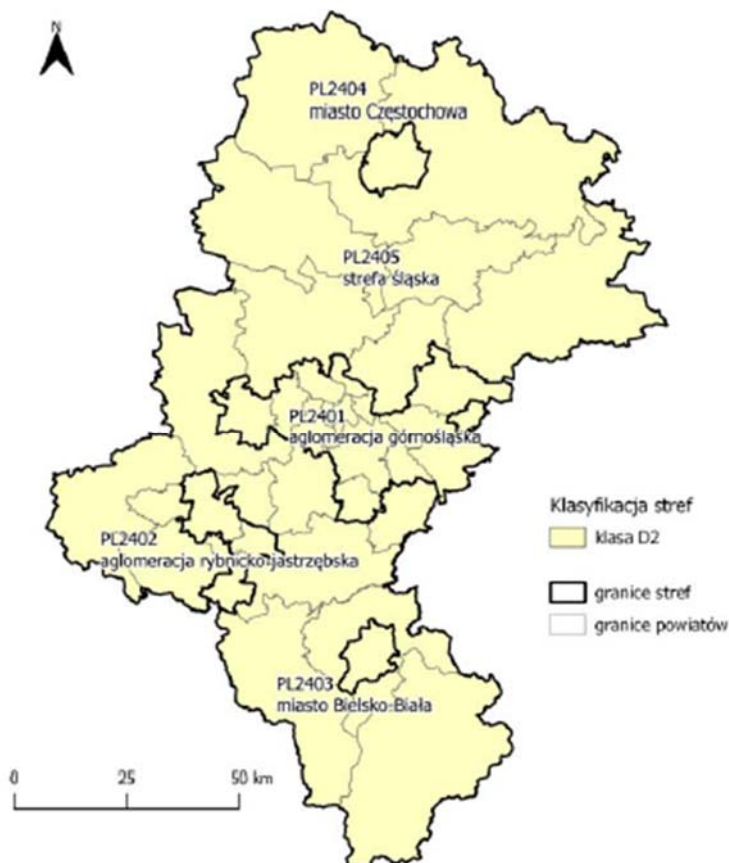 N
PL2404
miasto Częstochowa
PL2405
strefa śląska
PL2401
aglomeracja górnośląska
PL2402
aglomeracja rybnicko-jastrzębska
PL2403
miasto Bielsko-Biała
Klasyfikacja stref
klasa D2
granice stref
granice powiatów
0 25 50 km